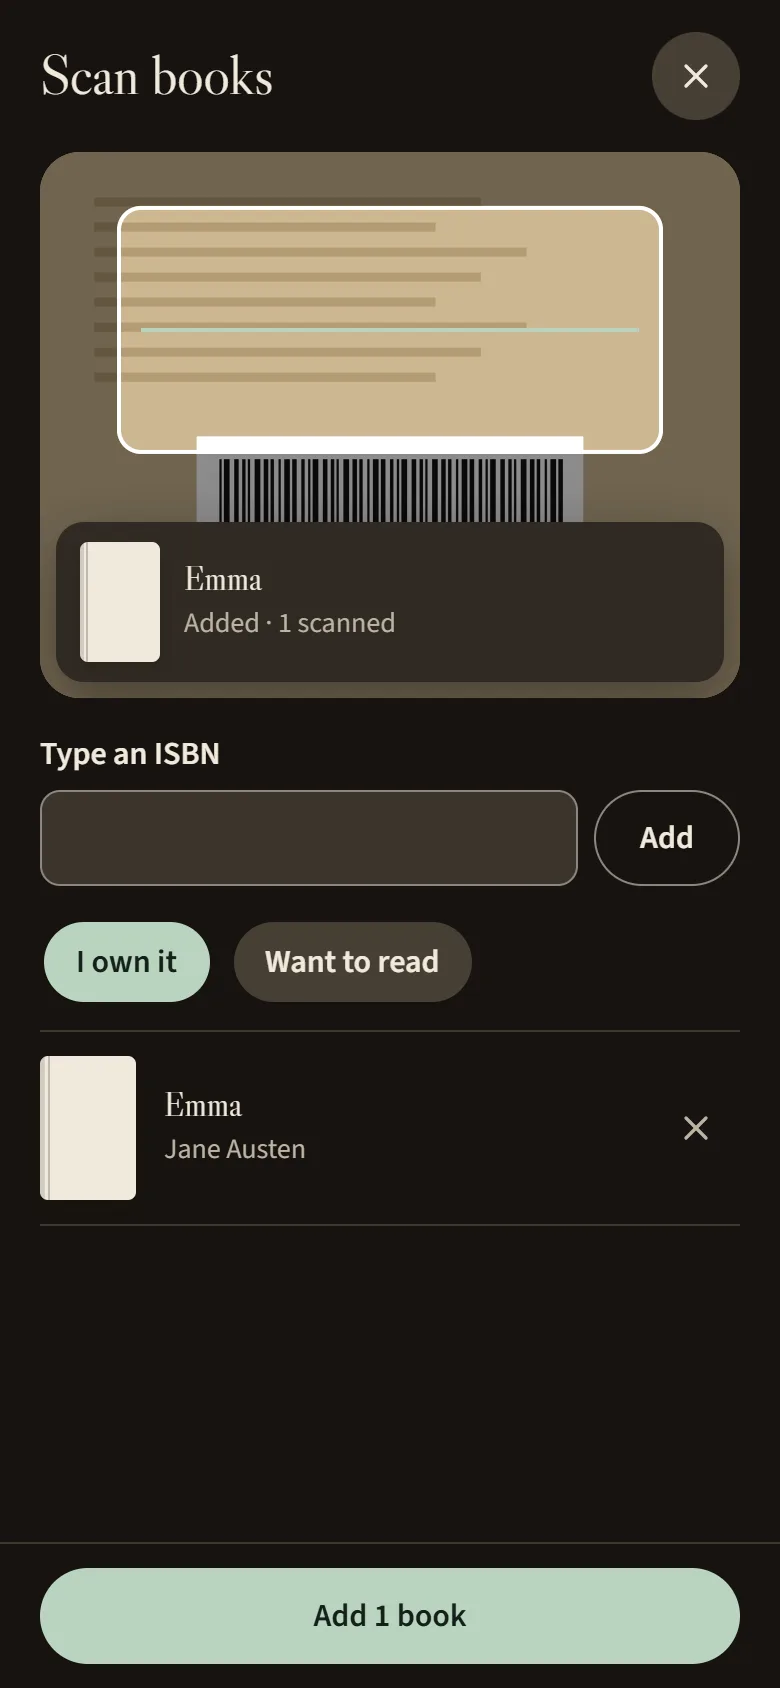 Scan books
Emma
Added · 1 scanned
Type an ISBN
Add
I own it
Want to read
Emma
Jane Austen
Add 1 book